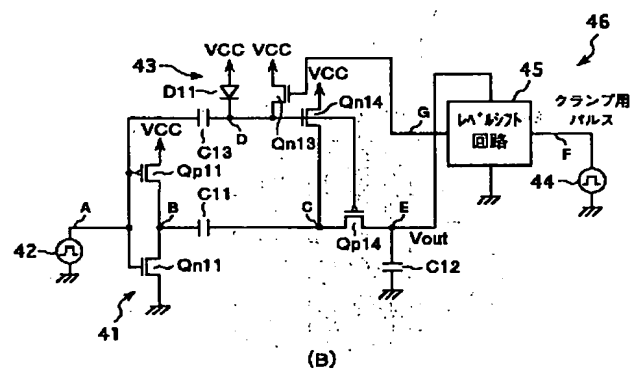 46
43
VCC
VCC
VCC
45
D11
クランプ用
パルス
レベルシフト
回路
G
F
D
C13
Qn13
Qn14
VCC
Qp11
C11
44
A
B
C
E
Vout
Qp14
42
Qn11
C12
41
(B)